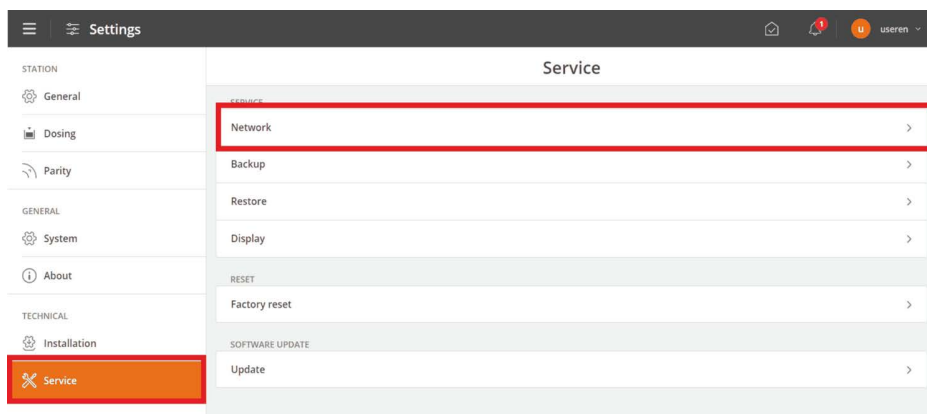 Settings
1
u
useren
STATION
General
Dosing
Parity
GENERAL
System
About
TECHNICAL
Installation
Service
Service
SERVICE
Network
Backup
Restore
Display
RESET
Factory reset
SOFTWARE UPDATE
Update